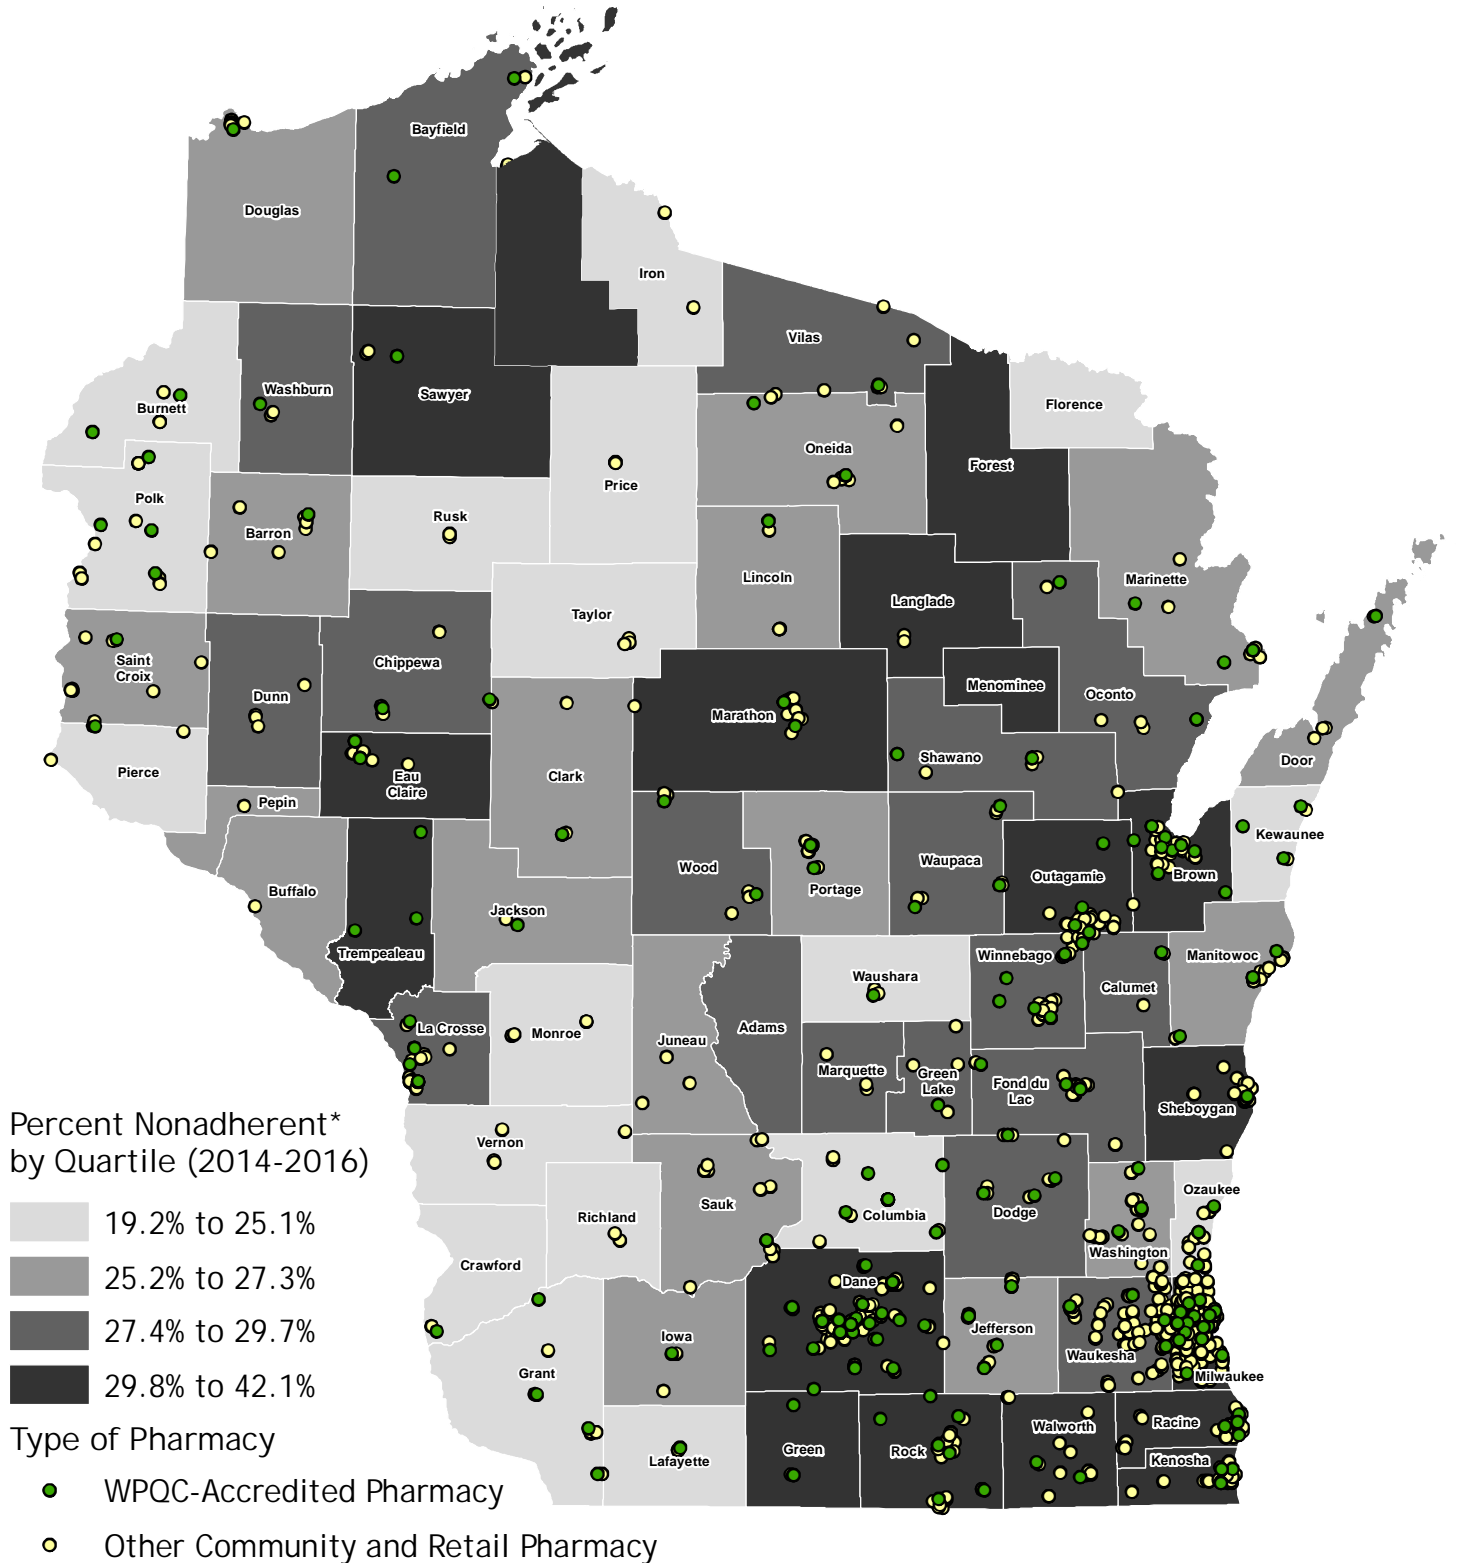 Bayfield
Douglas
Iron
Vilas
Washburn
Sawyer
Burnett
Florence
Oneida
Forest
Price
Polk
Rusk
Barron
Lincoln
Marinette
Langlade
Taylor
Chippewa
Saint
Croix
Menominee
Oconto
Dunn
Marathon
Shawano
Door
Pierce
Clark
Eau
Claire
Pepin
Kewaunee
Wood
Waupaca
Brown
Outagamie
Portage
Buffalo
Jackson
Trempealeau
Winnebago
Manitowoc
Waushara
Calumet
La Crosse
Monroe
Adams
Juneau
Marquette
Green
Lake
Fond du
Lac
Sheboygan
Vernon
Ozaukee
Sauk
Richland
Columbia
Dodge
Washington
Crawford
Dane
Jefferson
Iowa
Waukesha
Grant
Milwaukee
Racine
Walworth
Green
Rock
Lafayette
Kenosha
Percent Nonadherent*
by Quartile (2014-2016)
19.2% to 25.1%
25.2% to 27.3%
27.4% to 29.7%
29.8% to 42.1%
Type of Pharmacy
WPQC-Accredited Pharmacy
Other Community and Retail Pharmacy